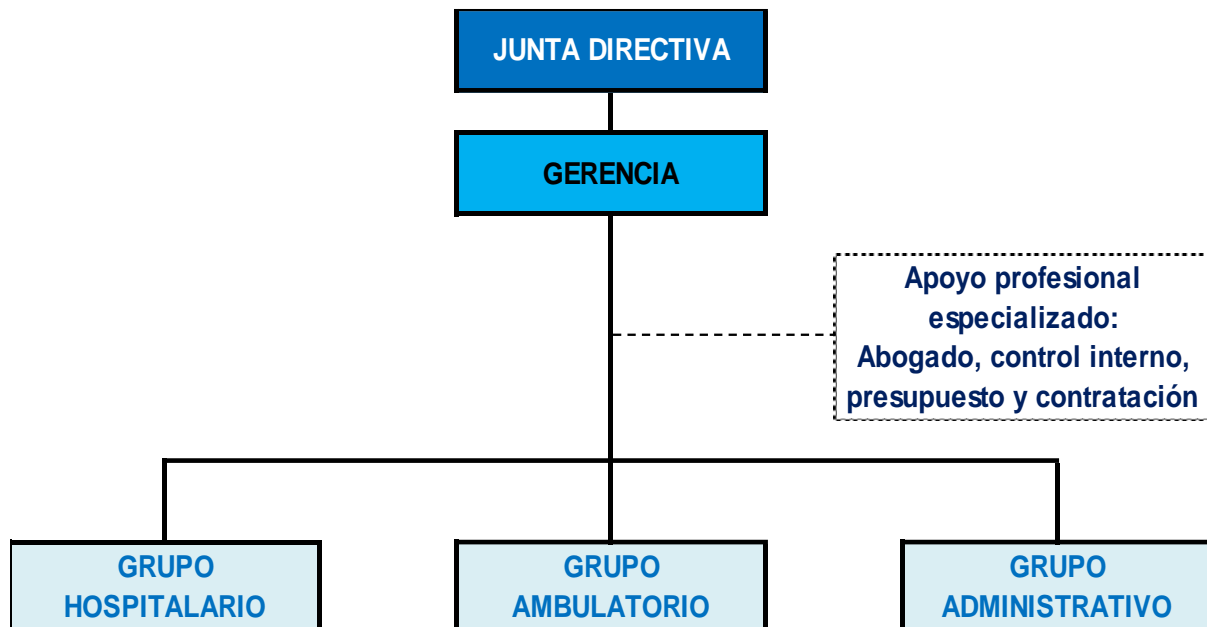 JUNTA DIRECTIVA
GERENCIA
Apoyo profesional
especializado:
Abogado, control interno,
presupuesto y contratación
GRUPO
HOSPITALARIO
GRUPO
AMBULATORIO
GRUPO
ADMINISTRATIVO